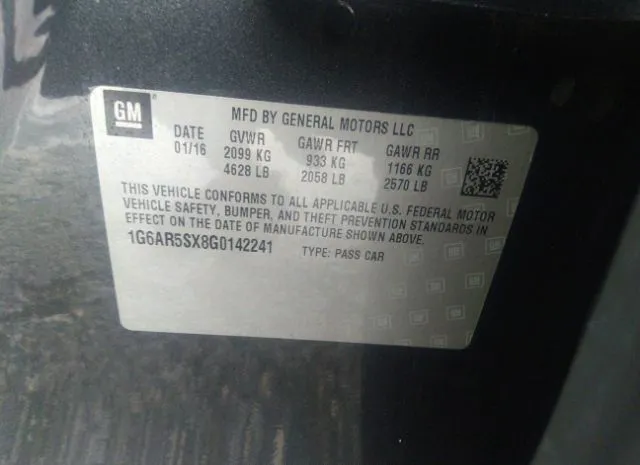 GM
MFD BY GENERAL MOTORS LLC
DATE GVWR GAWR FRT GAWR RR
01/16 2099 KG 933 KG 1166 KG
4628 LB 2058 LB 2570 LB
THIS VEHICLE CONFORMS TO ALL APPLICABLE U.S. FEDERAL MOTOR
VEHICLE SAFETY, BUMPER, AND THEFT PREVENTION STANDARDS IN
EFFECT ON THE DATE OF MANUFACTURE SHOWN ABOVE.
1G6AR5SX8G0142241 TYPE: PASS CAR